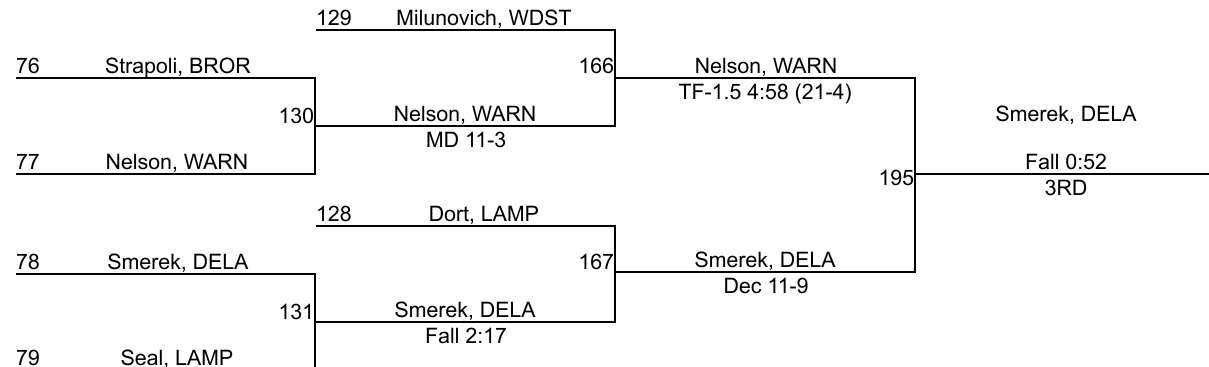 129 Milunovich, WDST
76 Strapoli, BROR
166 Nelson, WARN
TF-1.5 4:58 (21-4)
130 Nelson, WARN
MD 11-3
Smerek, DELA
77 Nelson, WARN
Fall 0:52
195
3RD
128 Dort, LAMP
78 Smerek, DELA
167 Smerek, DELA
Dec 11-9
131 Smerek, DELA
Fall 2:17
79 Seal, LAMP